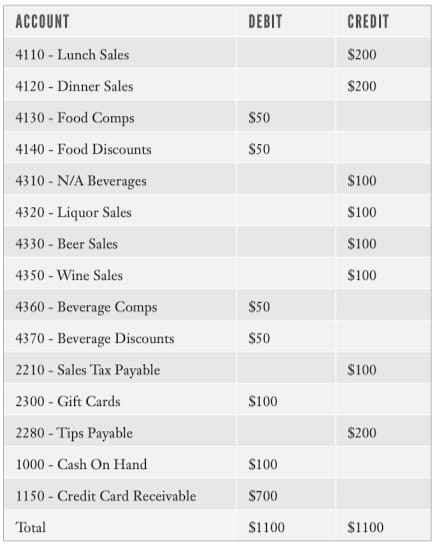 ACCOUNT DEBIT CREDIT
4110 - Lunch Sales $200
4120 - Dinner Sales $200
4130 - Food Comps $50
4140 - Food Discounts $50
4310 - N/A Beverages $100
4320 - Liquor Sales $100
4330 - Beer Sales $100
4350 - Wine Sales $100
4360 - Beverage Comps $50
4370 - Beverage Discounts $50
2210 - Sales Tax Payable $100
2300 - Gift Cards $100
2280 - Tips Payable $200
1000 - Cash On Hand $100
1150 - Credit Card Receivable $700
Total $1100 $1100